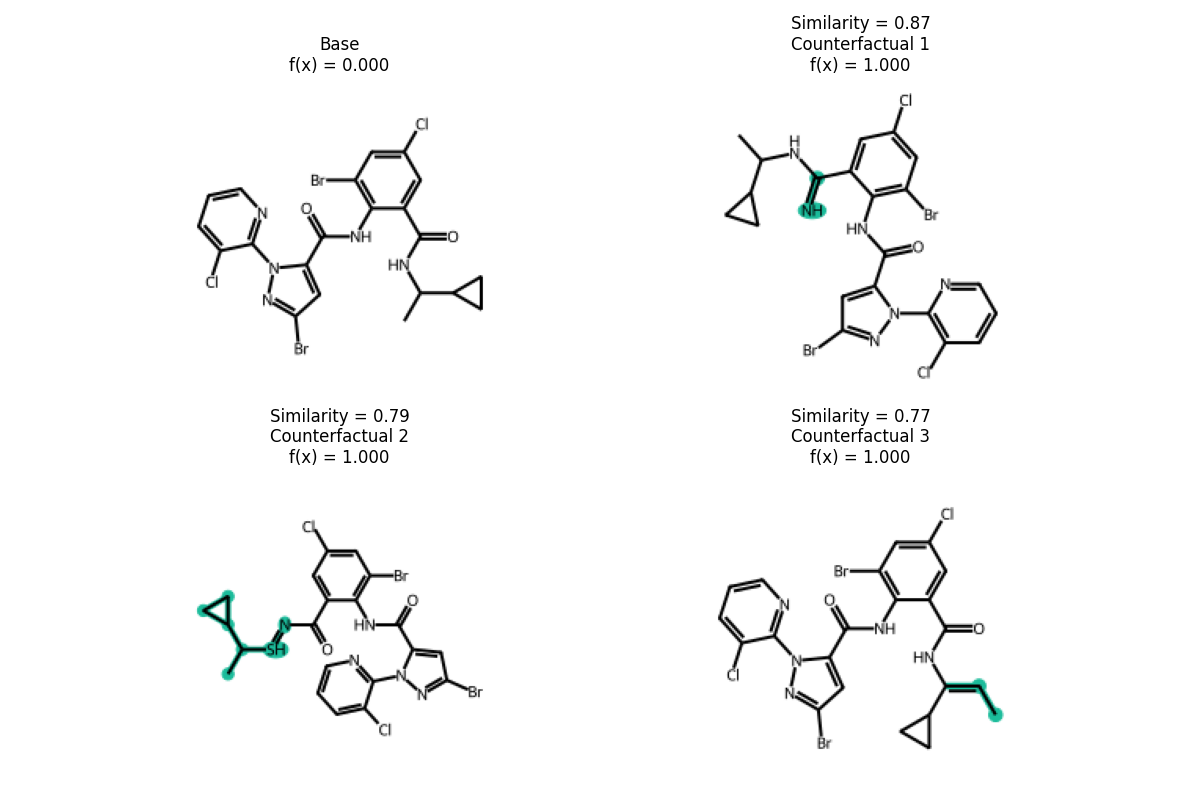 Base
f(x) = 0.000
Cl
Br
O
N
NH
O
N
HN
Cl
N
Br
Similarity = 0.87
Counterfactual 1
f(x) = 1.000
Cl
H
N
NH
Br
HN
O
N
N
Br
N
Cl
Similarity = 0.79
Counterfactual 2
f(x) = 1.000
Cl
Br
O
N
HN
SH
O
N
N
N
Br
Cl
Similarity = 0.77
Counterfactual 3
f(x) = 1.000
Cl
Br
O
N
NH
O
N
HN
Cl
N
Br